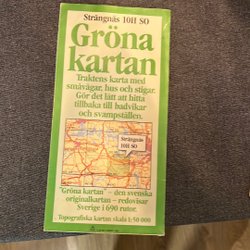 Strängnäs 10H SO
Gröna
kartan
Traktens karta med
småvägar, hus och stigar.
Gör det lätt att hitta
tillbaka till badvikar
och svampställen.
Strängnäs
10H SO
"Gröna kartan" – den svenska
originalkartan – redovisar
Sverige i 690 rutor.
Topografiska kartan skala 1:50 000